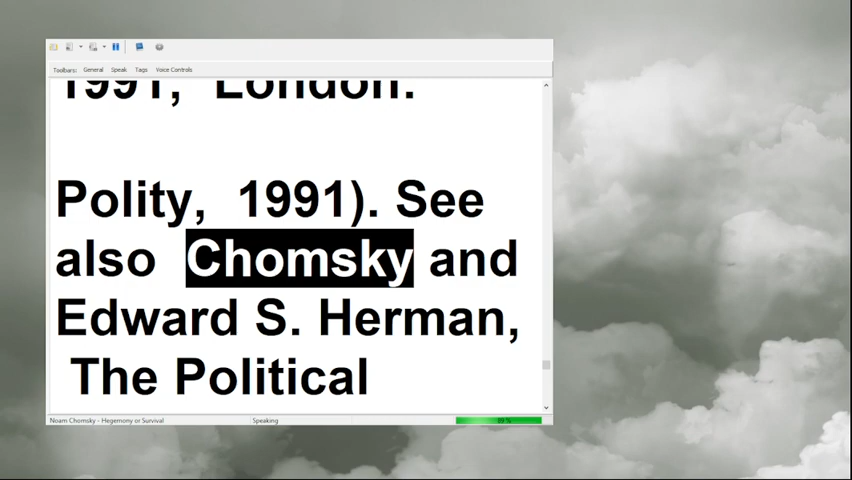 Toolbars: General Speak Tags Voice Controls
1991, London.
Polity, 1991). See
also Chomsky and
Edward S. Herman,
The Political
Noam Chomsky - Hegemony or Survival Speaking 89 %